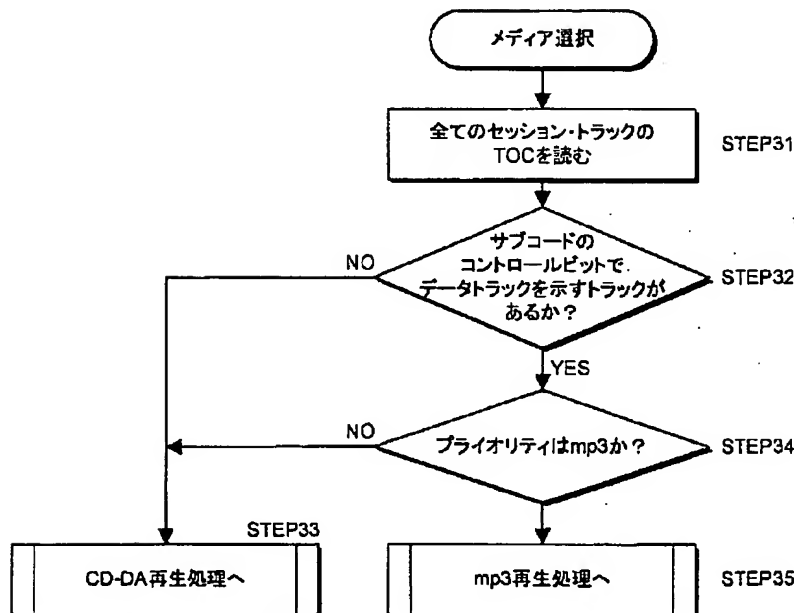 メディア選択
全てのセッション・トラックの
TOCを読む
STEP31
サブコードの
コントロールビットで
データトラックを示すトラックが
あるか？
STEP32
NO
YES
プライオリティはmp3か？
STEP34
NO
STEP33
CD-DA再生処理へ
mp3再生処理へ
STEP35